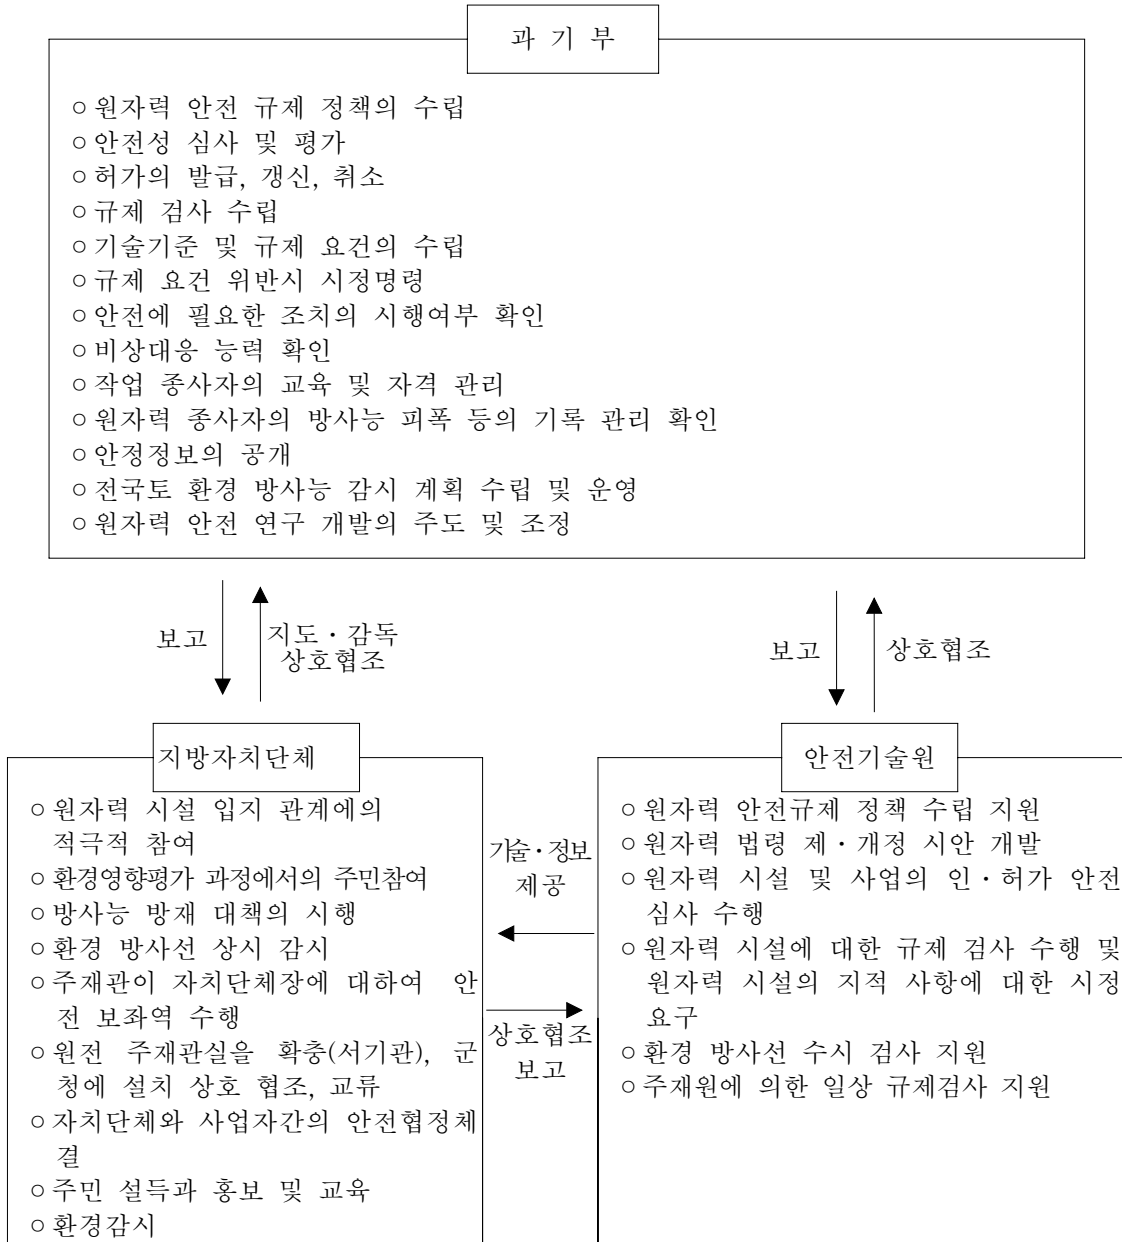 과 기 부
○ 원자력 안전 규제 정책의 수립
○ 안전성 심사 및 평가
○ 허가의 발급, 갱신, 취소
○ 규제 검사 수립
○ 기술기준 및 규제 요건의 수립
○ 규제 요건 위반시 시정명령
○ 안전에 필요한 조치의 시행여부 확인
○ 비상대응 능력 확인
○ 작업 종사자의 교육 및 자격 관리
○ 원자력 종사자의 방사능 피폭 등의 기록 관리 확인
○ 안정정보의 공개
○ 전국토 환경 방사능 감시 계획 수립 및 운영
○ 원자력 안전 연구 개발의 주도 및 조정
보고
지도・감독
상호협조
보고
상호협조
지방자치단체
○ 원자력 시설 입지 관계에의
적극적 참여
○ 환경영향평가 과정에서의 주민참여
○ 방사능 방재 대책의 시행
○ 환경 방사선 상시 감시
○ 주재관이 자치단체장에 대하여 안
전 보좌역 수행
○ 원전 주재관실을 확충(서기관), 군
청에 설치 상호 협조, 교류
○ 자치단체와 사업자간의 안전협정체
결
○ 주민 설득과 홍보 및 교육
○ 환경감시
기술・정보
제공
상호협조
보고
안전기술원
○ 원자력 안전규제 정책 수립 지원
○ 원자력 법령 제・개정 시안 개발
○ 원자력 시설 및 사업의 인・허가 안전
심사 수행
○ 원자력 시설에 대한 규제 검사 수행 및
원자력 시설의 지적 사항에 대한 시정
요구
○ 환경 방사선 수시 검사 지원
○ 주재원에 의한 일상 규제검사 지원